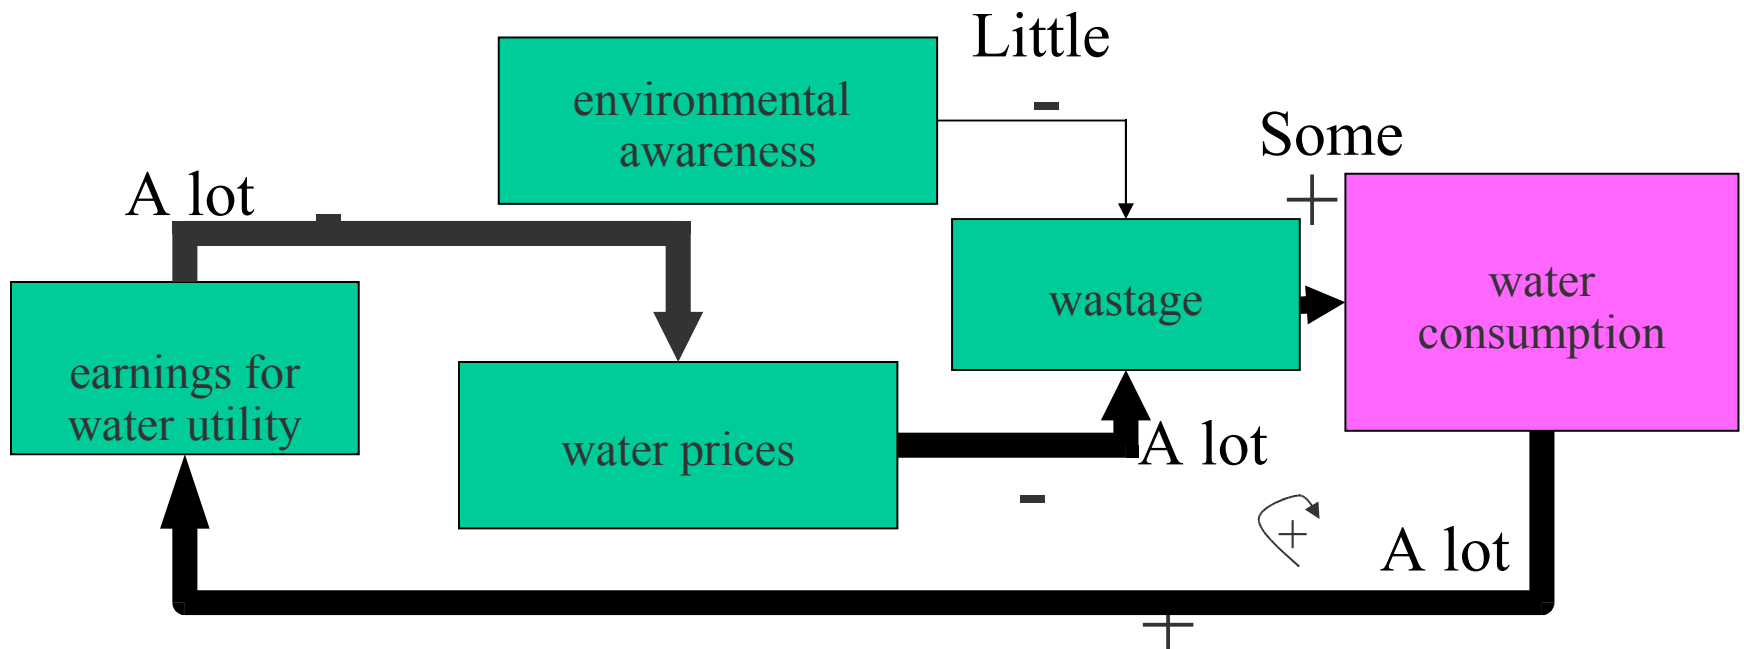 Little
-
environmental
awareness
Some
+
A lot
-
wastage
water
consumption
earnings for
water utility
water prices
A lot
-
+
A lot
+